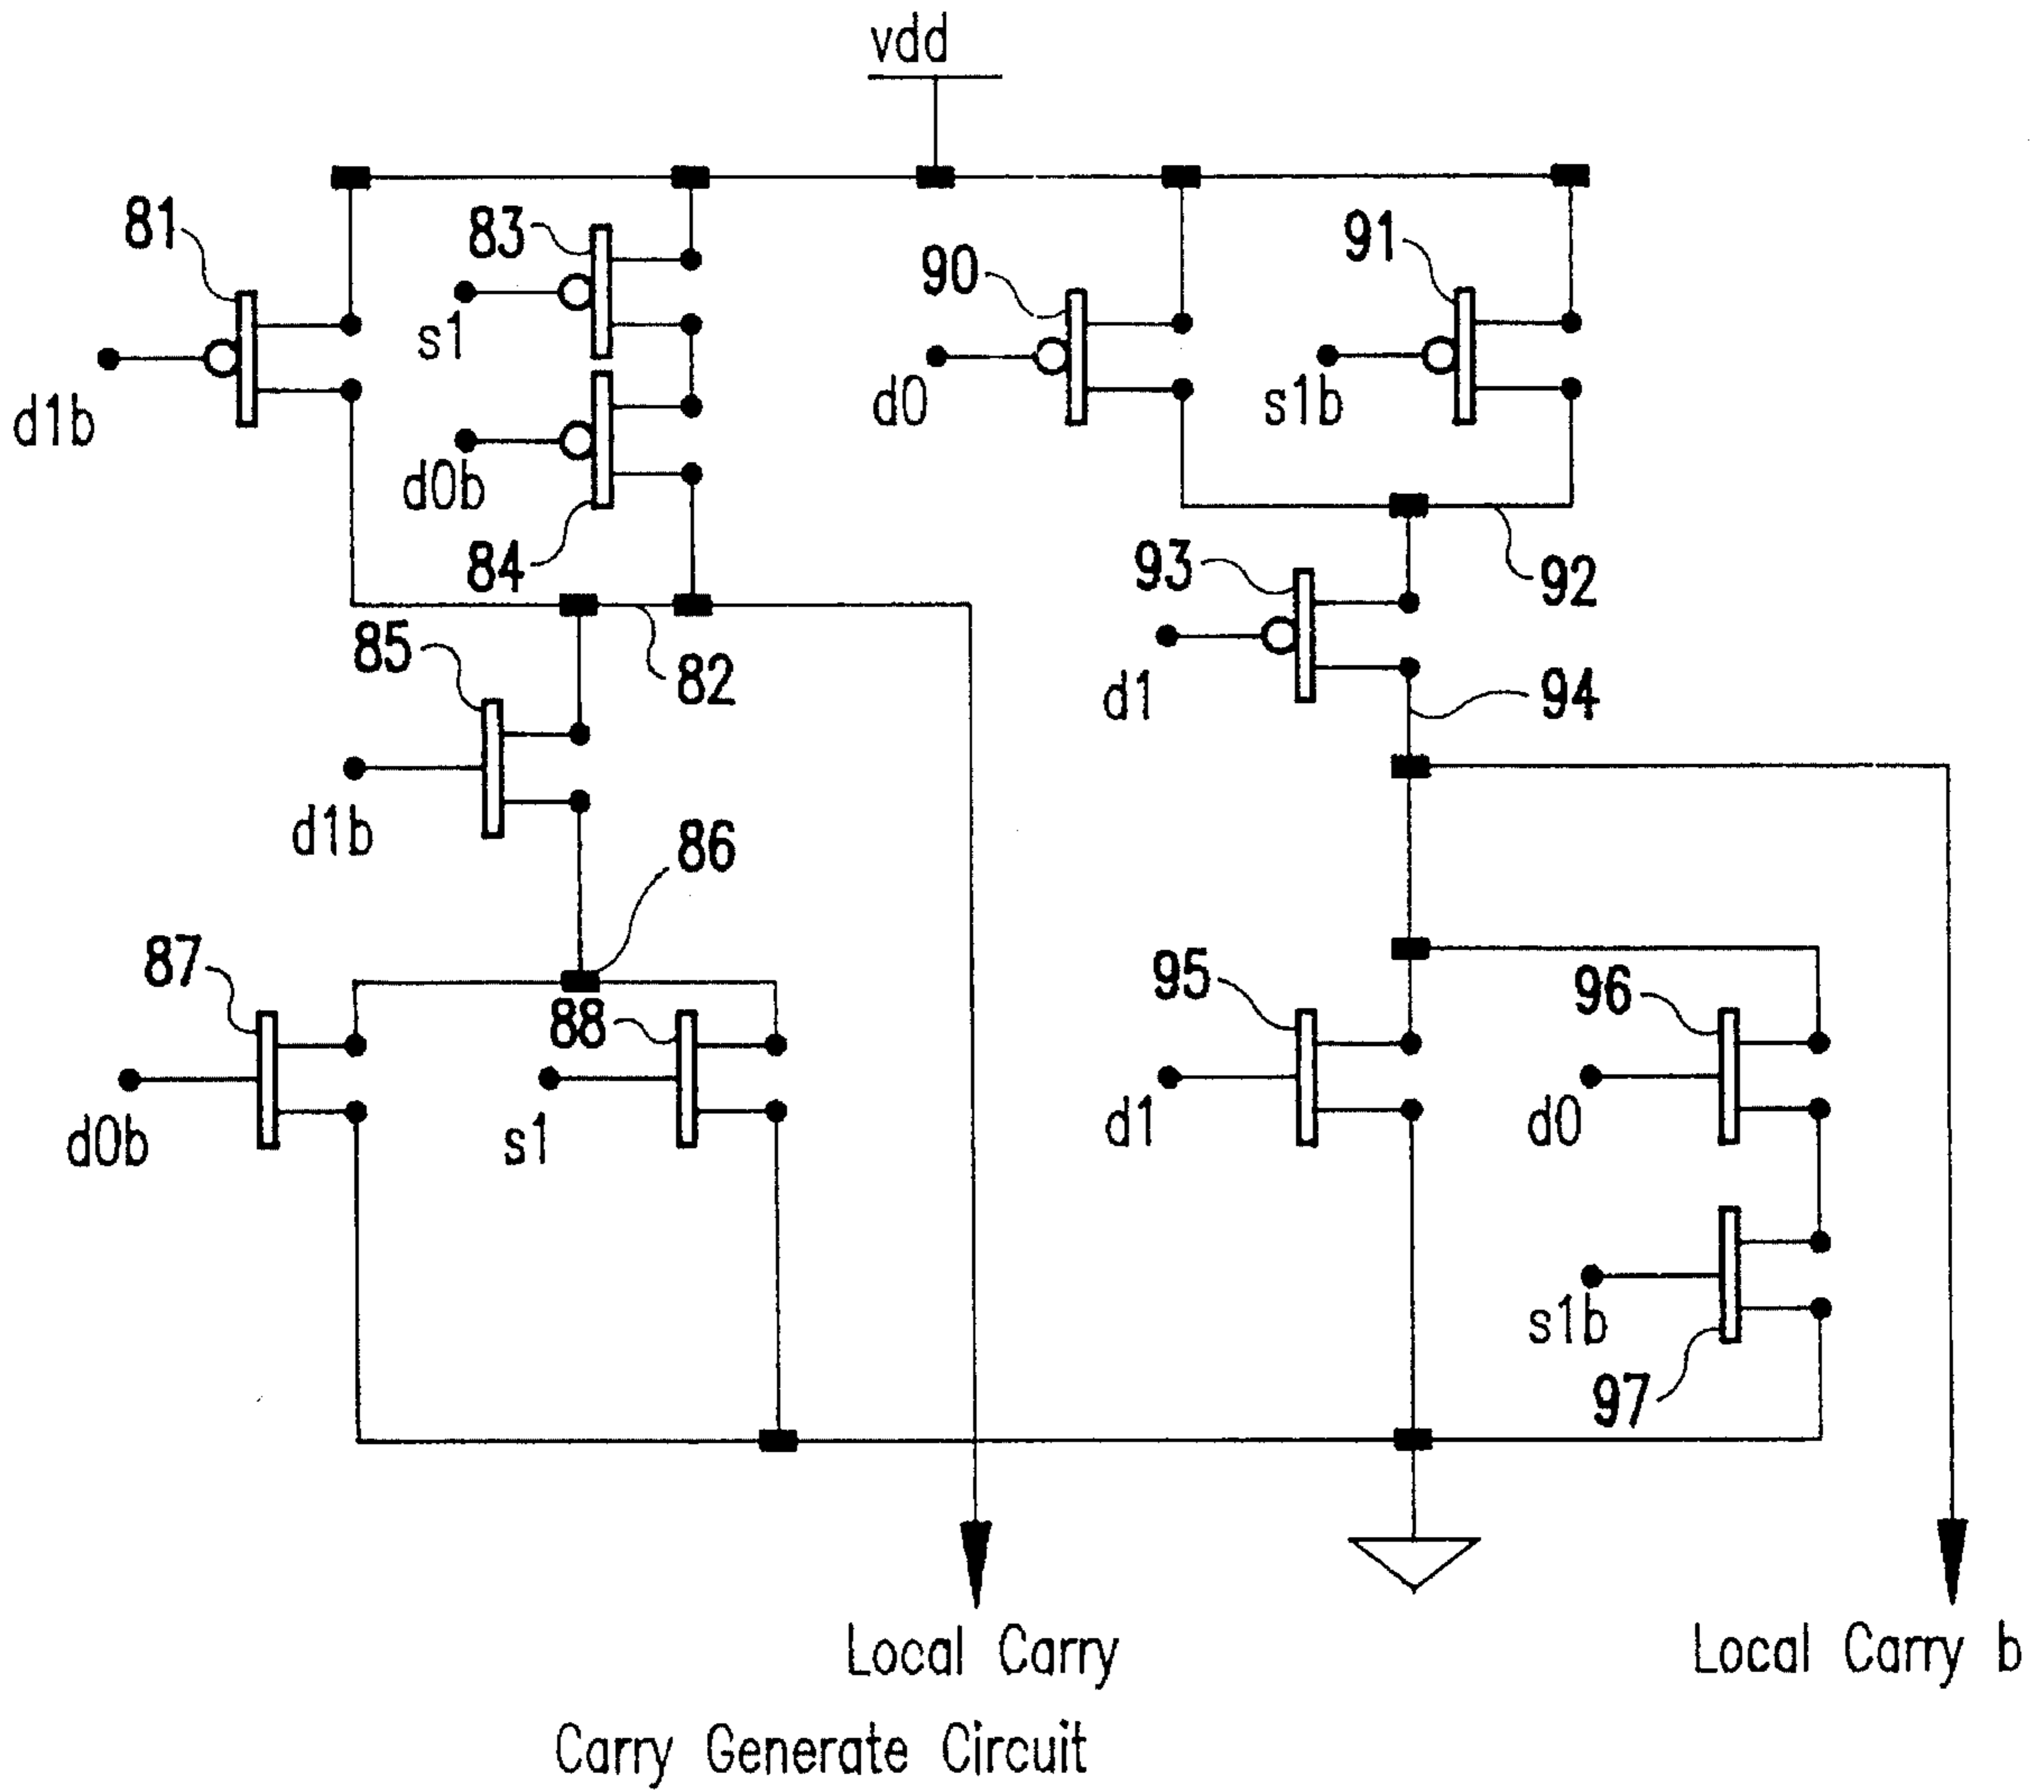 vdd
81
83
s1
d1b
d0b
84
90
d0
91
s1b
92
93
d1
94
82
85
d1b
86
87
d0b
88
s1
95
d1
96
d0
s1b
97
Local Carry
Local Carry b
Carry Generate Circuit